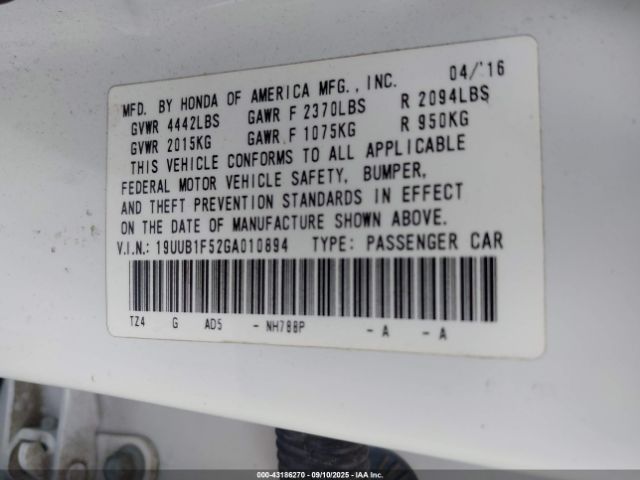 MFD. BY HONDA OF AMERICA MFG., INC. 04/'16
GVWR 4442LBS GAWR F 2370LBS R 2094LBS
GVWR 2015KG GAWR F 1075KG R 950KG
THIS VEHICLE CONFORMS TO ALL APPLICABLE
FEDERAL MOTOR VEHICLE SAFETY, BUMPER,
AND THEFT PREVENTION STANDARDS IN EFFECT
ON THE DATE OF MANUFACTURE SHOWN ABOVE.
V.I.N.: 19UUB1F52GA010894 TYPE: PASSENGER CAR
TZ4 G AD5 - NH788P - A - A
000-43186270 - 09/10/2025 - IAA Inc.